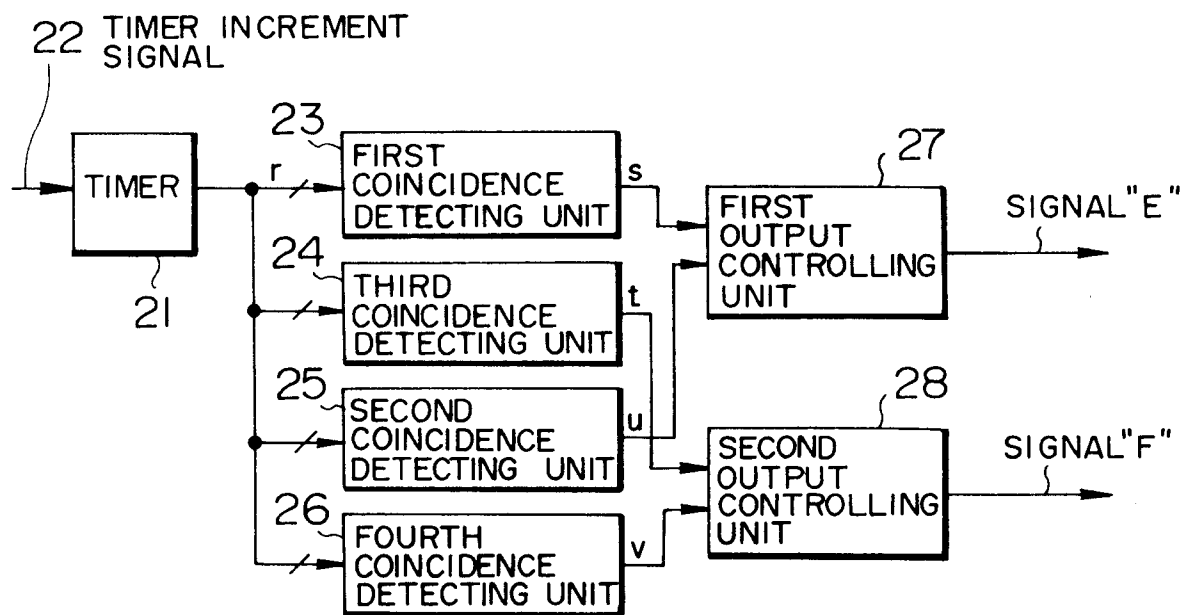 22 TIMER INCREMENT
SIGNAL
TIMER
21
r
23
FIRST
COINCIDENCE
DETECTING UNIT
s
24
THIRD
COINCIDENCE
DETECTING UNIT
t
25
SECOND
COINCIDENCE
DETECTING UNIT
u
26
FOURTH
COINCIDENCE
DETECTING UNIT
v
27
FIRST
OUTPUT
CONTROLLING
UNIT
SIGNAL "E"
28
SECOND
OUTPUT
CONTROLLING
UNIT
SIGNAL "F"